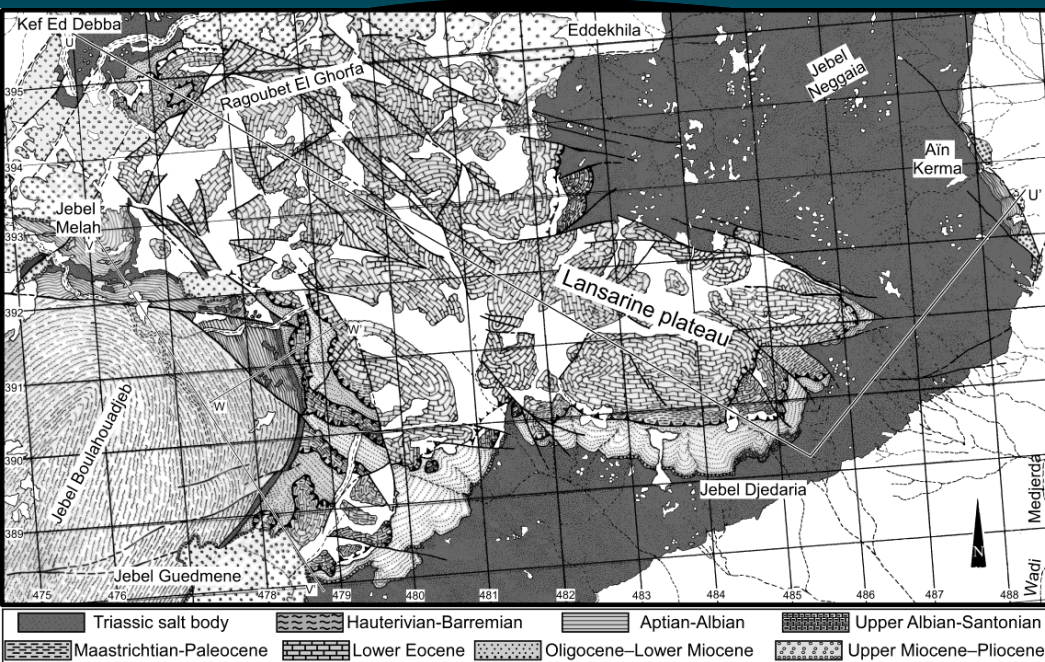 Kef Ed Debba
U
Eddekhila
Jebel
Neggala
395
Ragoubet El Ghorfa
394
Aïn
Kerma
U'
Jebel
Melah
393
V
Lansarine plateau
392
W'
391
W
Jebel Boulahouadjeb
390
Jebel Djedaria
389
Wadi Medjerda
N
Jebel Guedmene
V'
475 476 478 479 480 481 482 483 484 485 486 487 488
Triassic salt body Hauterivian-Barremian Aptian-Albian Upper Albian-Santonian
Maastrichtian-Paleocene Lower Eocene Oligocene–Lower Miocene Upper Miocene–Pliocene